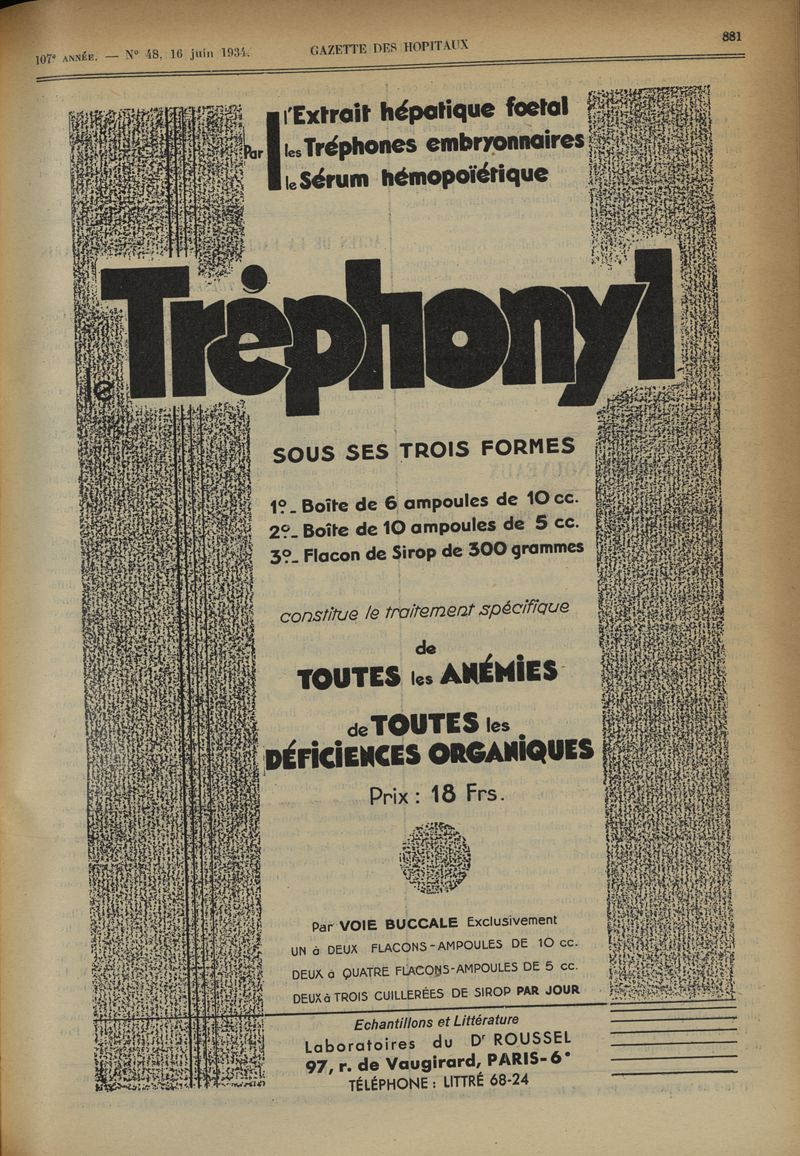 107e ANNÉE. — N° 48, 16 juin 1934.
GAZETTE DES HOPITAUX
881
Par
l'Extrait hépatique fœtal
les Tréphones embryonnaires
le Sérum hémopoïétique
le Tréphonyl
SOUS SES TROIS FORMES
1º_ Boîte de 6 ampoules de 10 cc.
2º_ Boîte de 10 ampoules de 5 cc.
3º_ Flacon de Sirop de 300 grammes
constitue le traitement spécifique
de
TOUTES les ANÉMIES
de TOUTES les
DÉFICIENCES ORGANIQUES
Prix : 18 Frs.
Par VOIE BUCCALE Exclusivement
UN à DEUX FLACONS-AMPOULES DE 10 cc.
DEUX à QUATRE FLACONS-AMPOULES DE 5 cc.
DEUX à TROIS CUILLERÉES DE SIROP PAR JOUR
Echantillons et Littérature
Laboratoires du Dr ROUSSEL
97, r. de Vaugirard, PARIS-6e
TÉLÉPHONE : LITTRÉ 68-24